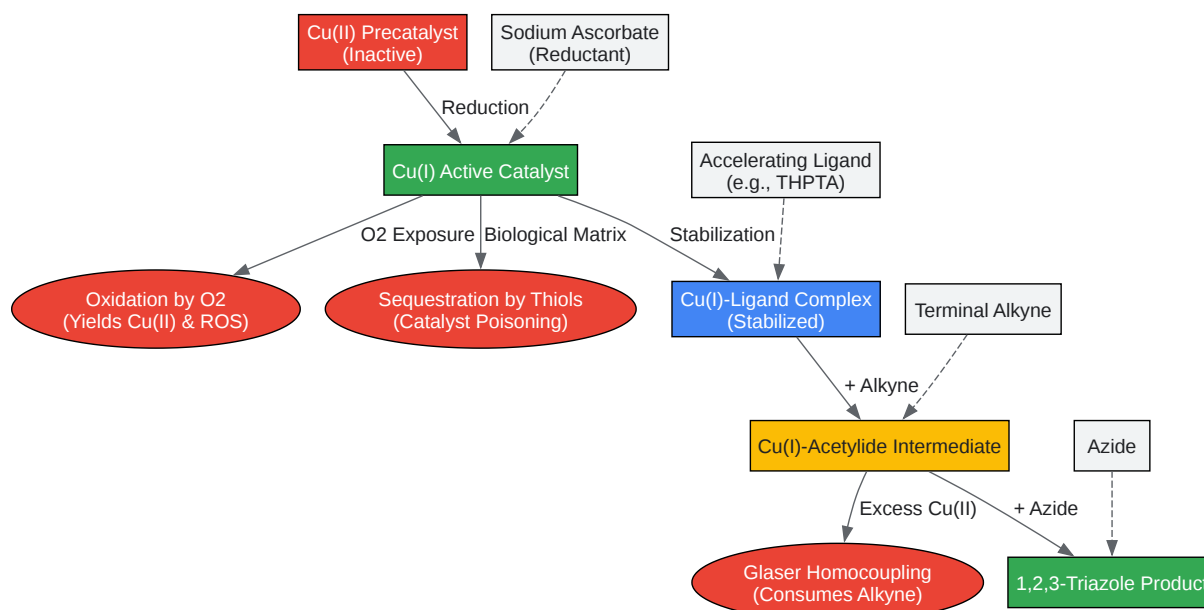 Cu(II) Precatalyst
(Inactive)
Sodium Ascorbate
(Reductant)
Reduction
Cu(I) Active Catalyst
Accelerating Ligand
(e.g., THPTA)
O2 Exposure
Biological Matrix
Stabilization
Oxidation by O2
(Yields Cu(II) & ROS)
Sequestration by Thiols
(Catalyst Poisoning)
Cu(I)-Ligand Complex
(Stabilized)
Terminal Alkyne
+ Alkyne
Cu(I)-Acetylide Intermediate
Azide
Excess Cu(II)
+ Azide
Glaser Homocoupling
(Consumes Alkyne)
1,2,3-Triazole Product